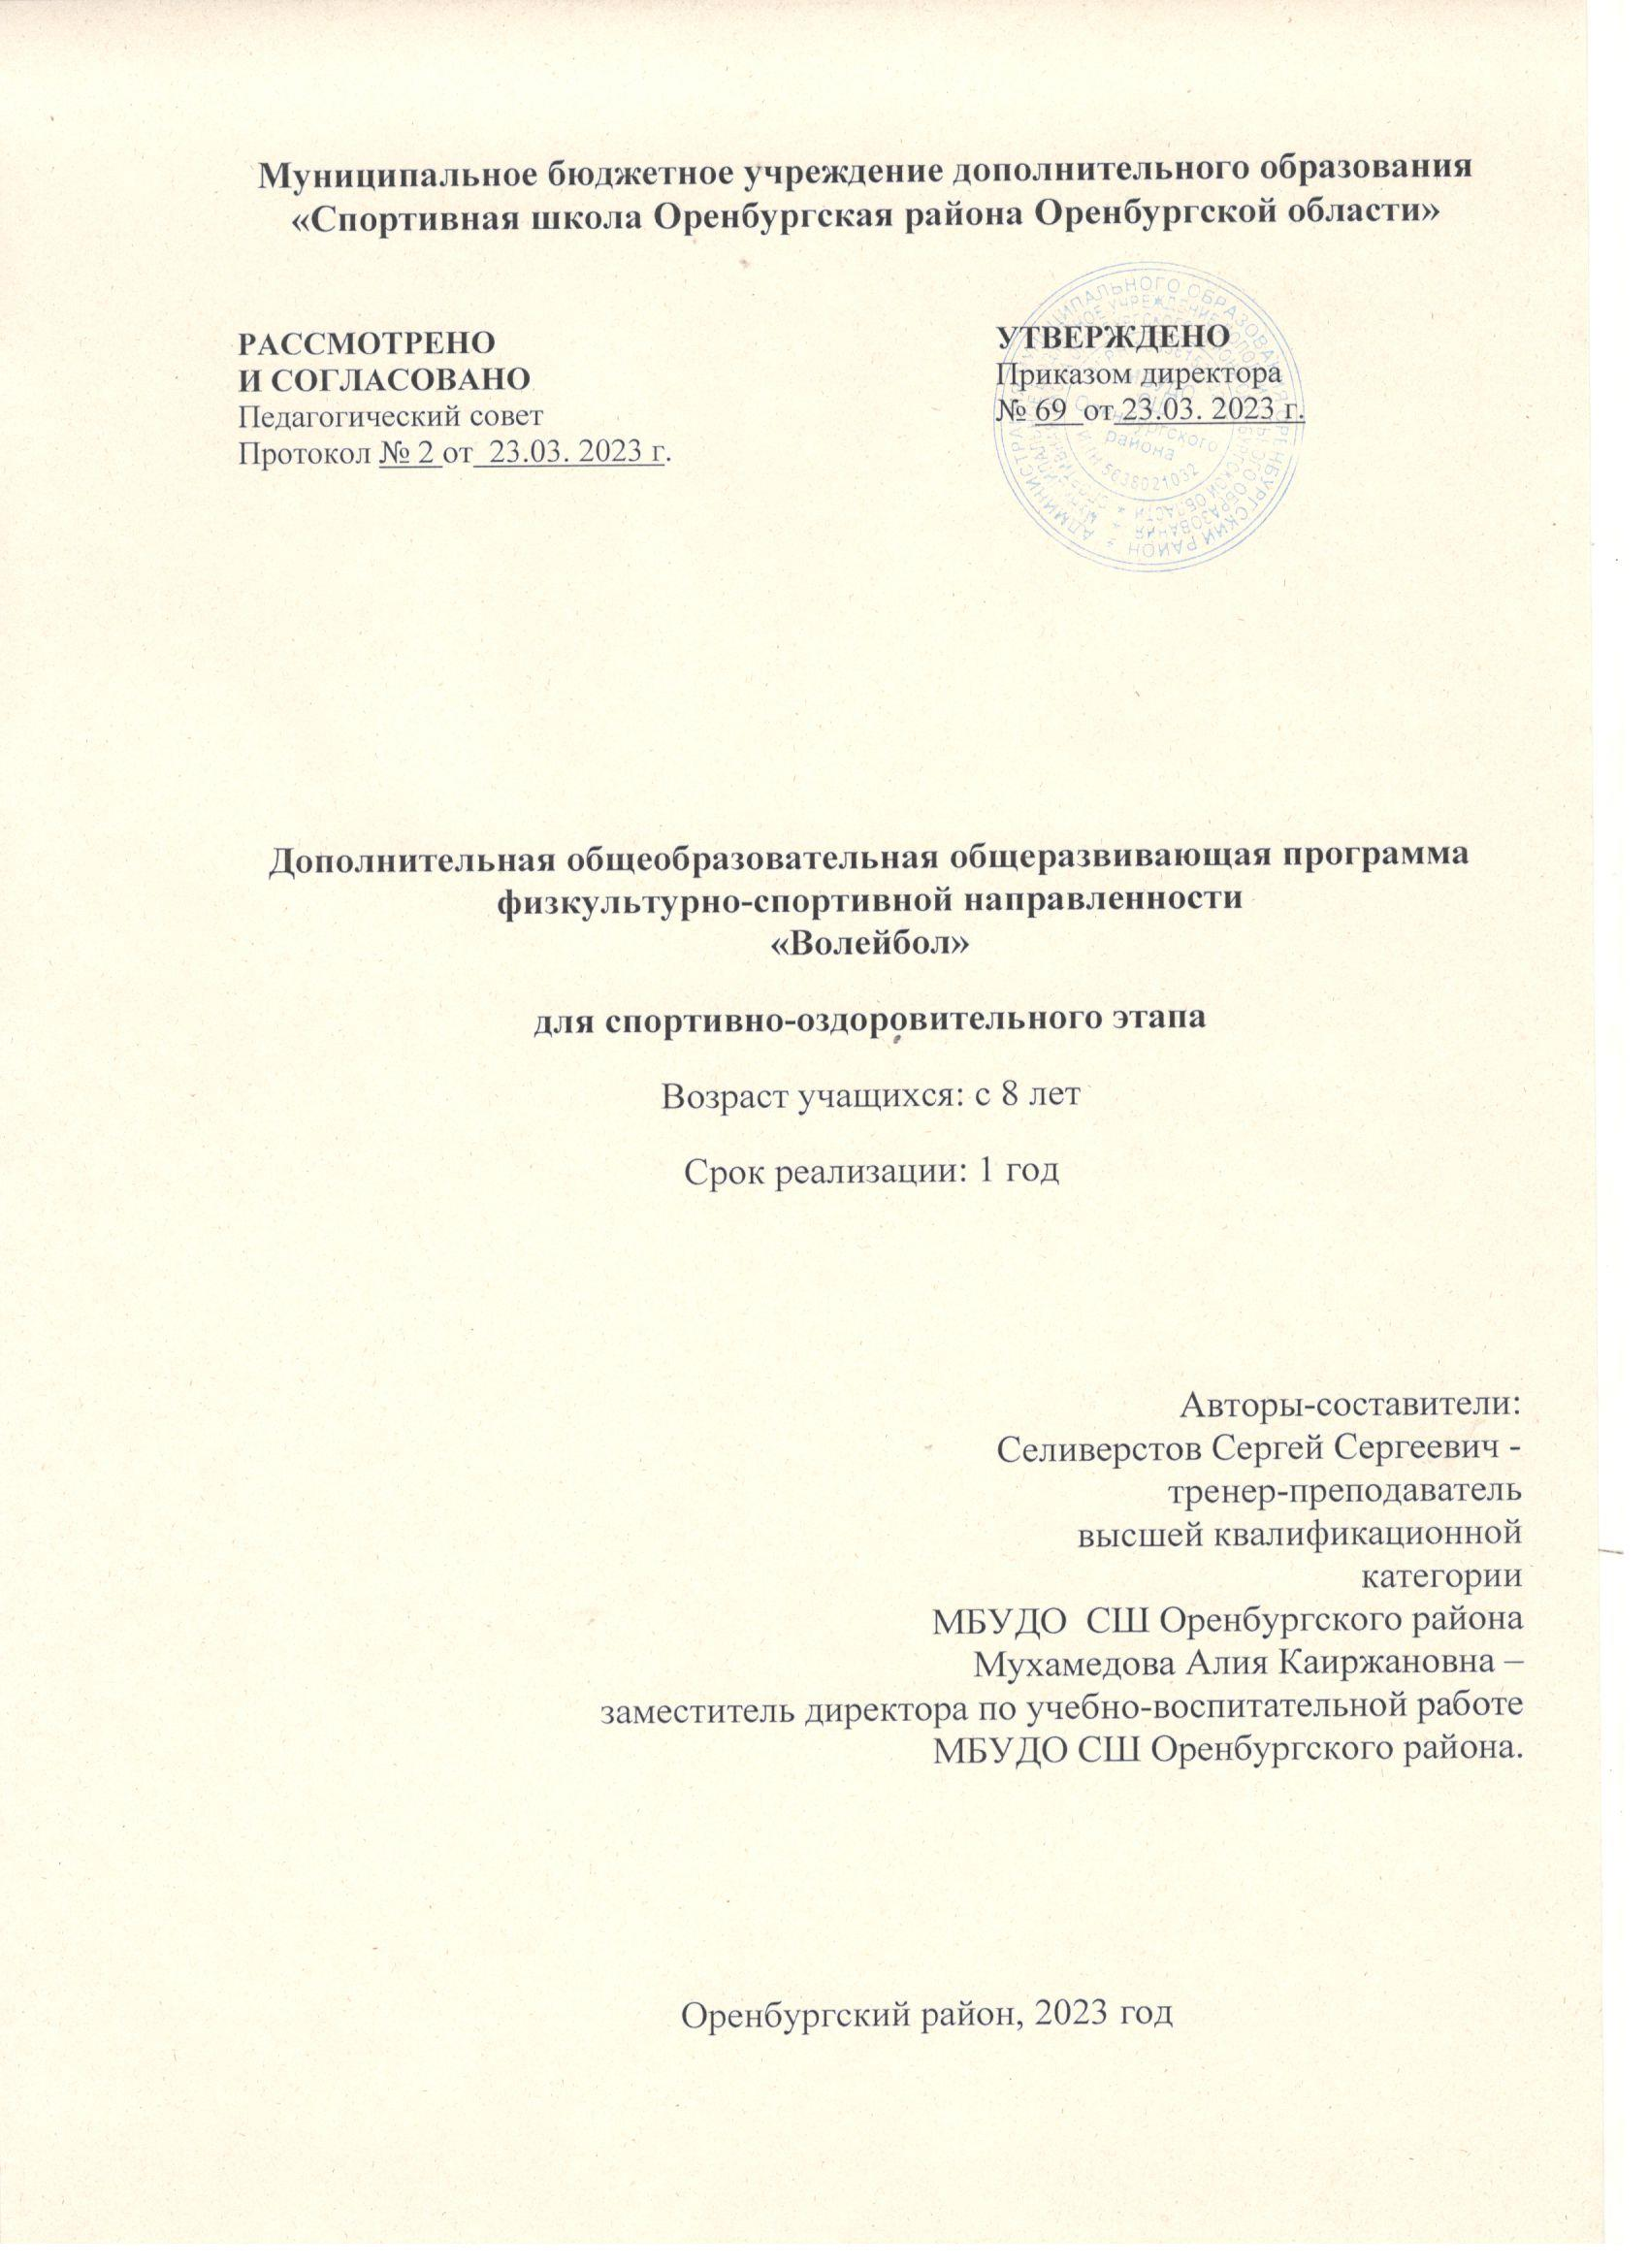 Муниципальное бюджетное учреждение дополнительного образования
«Спортивная школа Оренбургская района Оренбургской области»
РАССМОТРЕНО
И СОГЛАСОВАНО
Педагогический совет
Протокол № 2 от 23.03. 2023 г.
УТВЕРЖДЕНО
Приказом директора
№ 69 от 23.03. 2023 г.
района
ИНН 5638021032
Дополнительная общеобразовательная общеразвивающая программа
физкультурно-спортивной направленности
«Волейбол»
для спортивно-оздоровительного этапа
Возраст учащихся: с 8 лет
Срок реализации: 1 год
Авторы-составители:
Селиверстов Сергей Сергеевич -
тренер-преподаватель
высшей квалификационной
категории
МБУДО СШ Оренбургского района
Мухамедова Алия Каиржановна –
заместитель директора по учебно-воспитательной работе
МБУДО СШ Оренбургского района.
Оренбургский район, 2023 год